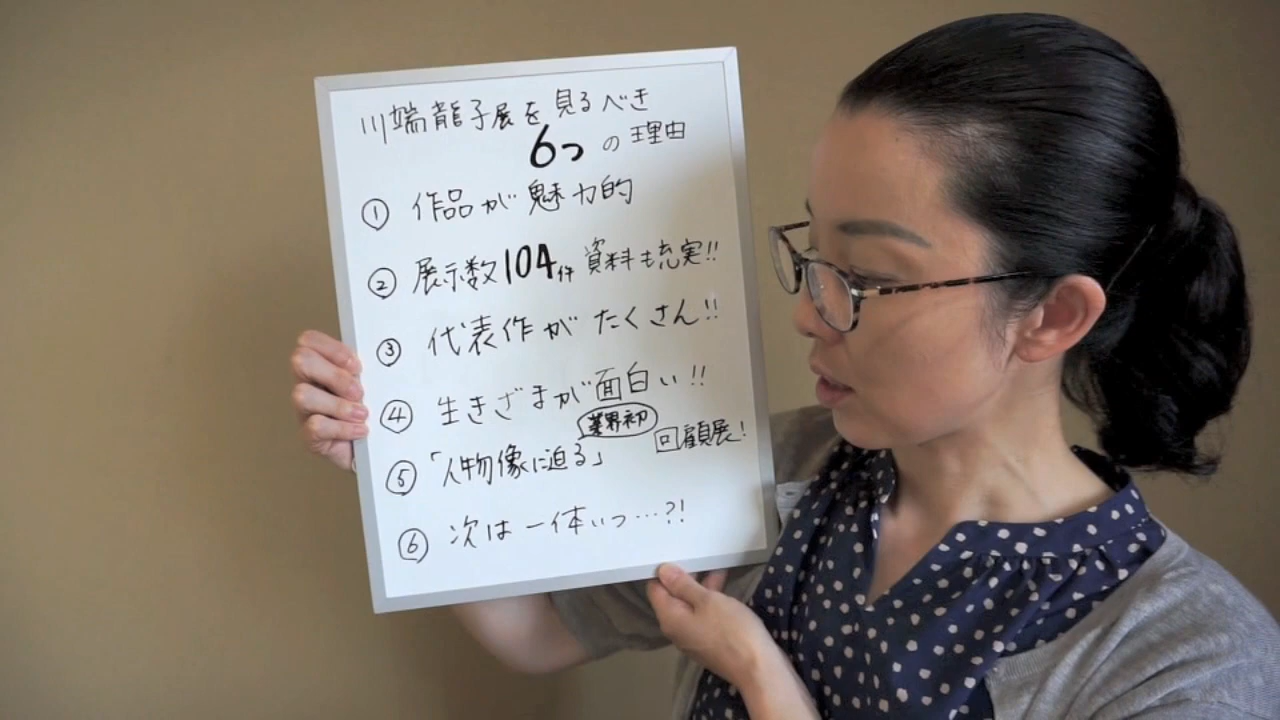 川端龍子展を見るべき
6つの理由
① 作品が魅力的
② 展示数104件 資料も充実!!
③ 代表作がたくさん!!
④ 生きざまが面白い!!
業界初
⑤ 「人物像に迫る」 回顧展!
⑥ 次は一体いつ…?!